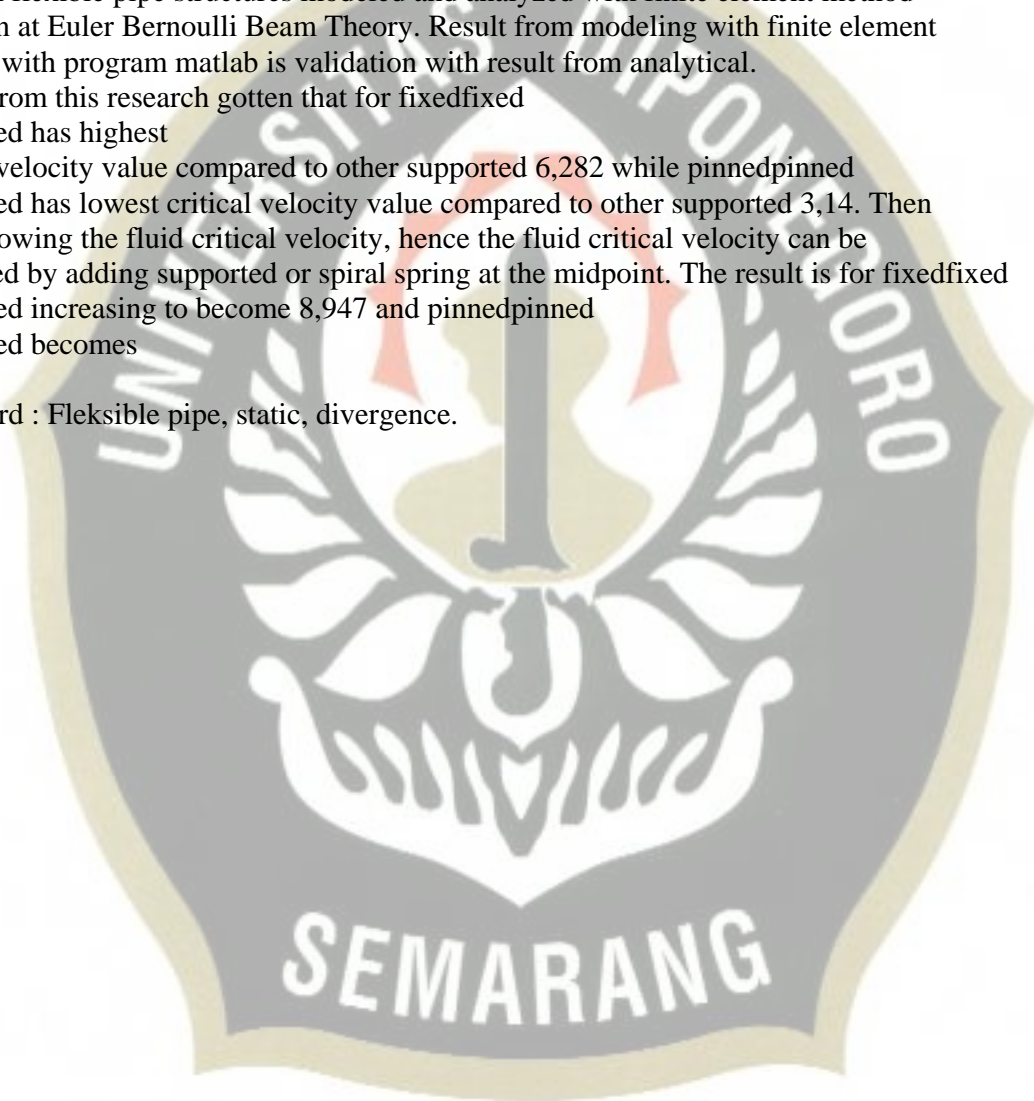 flexible pipe structures modeled and analyzed with finite element method
at Euler Bernoulli Beam Theory. Result from modeling with finite element
with program matlab is validation with result from analytical.
rom this research gotten that for fixedfixed
ed has highest
velocity value compared to other supported 6,282 while pinnedpinned
ed has lowest critical velocity value compared to other supported 3,14. Then
owing the fluid critical velocity, hence the fluid critical velocity can be
ed by adding supported or spiral spring at the midpoint. The result is for fixedfixed
ed increasing to become 8,947 and pinnedpinned
ed becomes
rd : Fleksible pipe, static, divergence.
UNIVERSITAS DIPONEGORO
SEMARANG